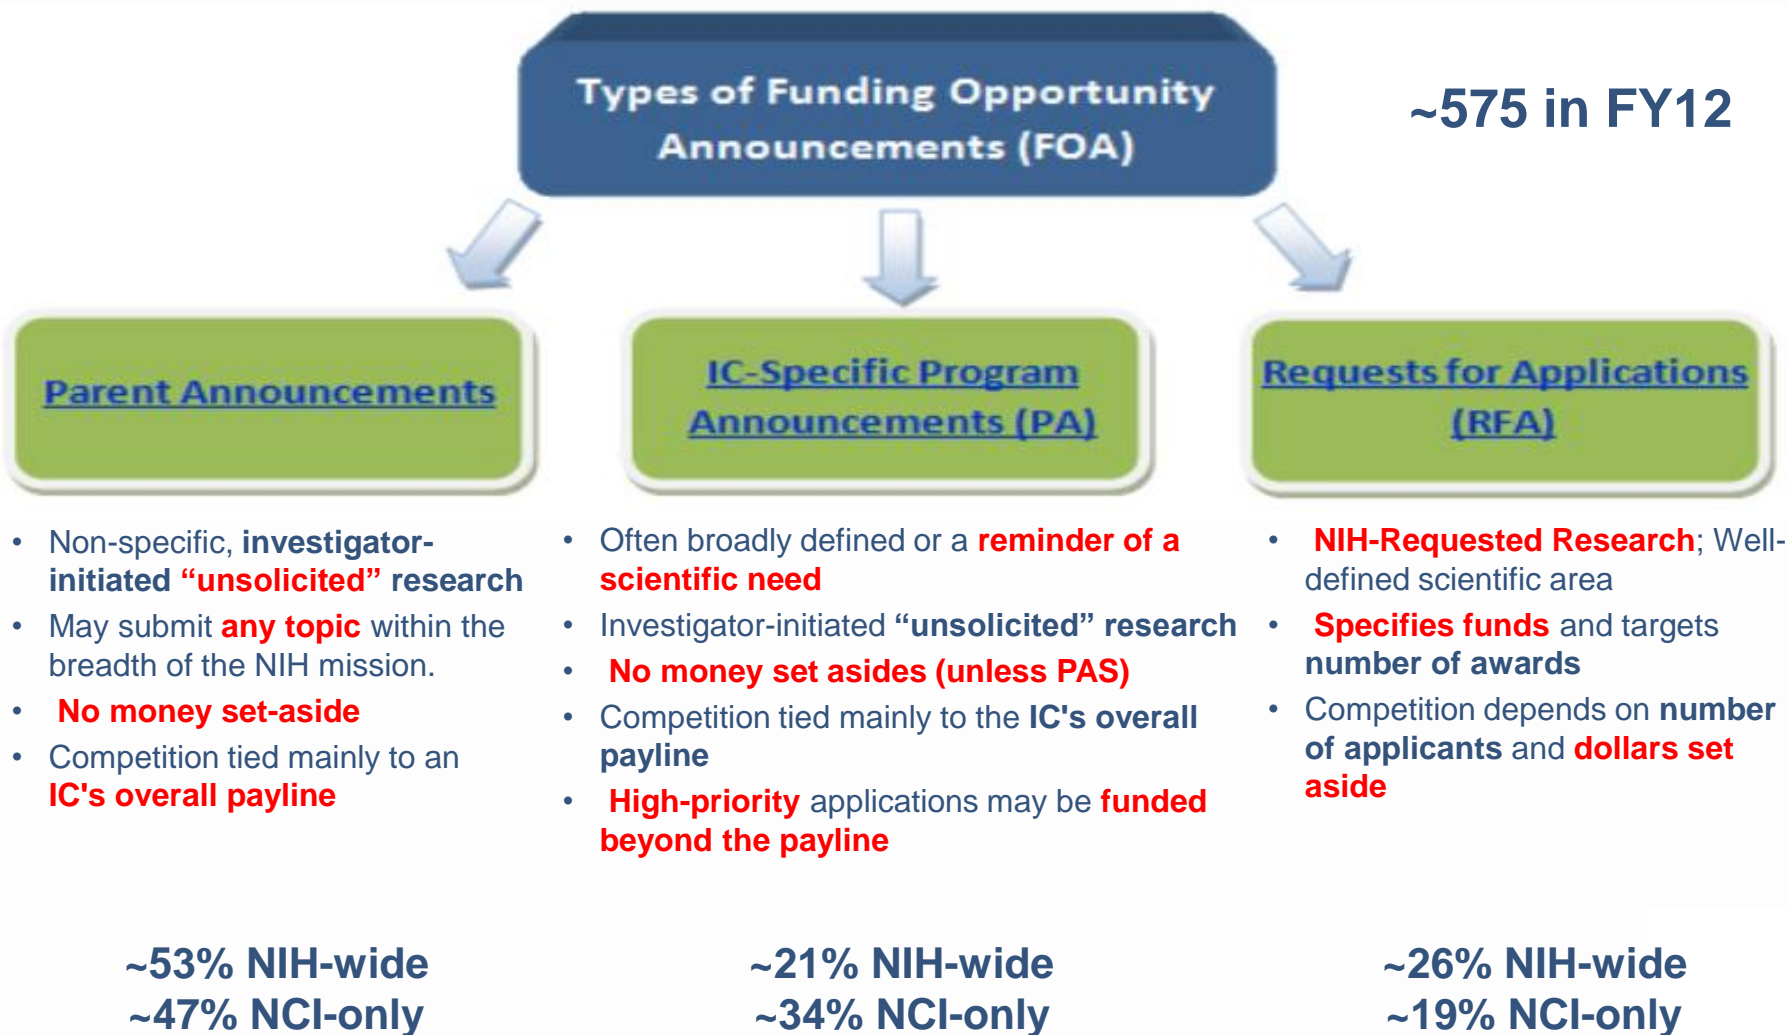 Types of Funding Opportunity
Announcements (FOA)
~575 in FY12
Parent Announcements
• Non-specific, investigator-
initiated “unsolicited” research
• May submit any topic within the
breadth of the NIH mission.
• No money set-aside
• Competition tied mainly to an
IC's overall payline
~53% NIH-wide
~47% NCI-only
IC-Specific Program
Announcements (PA)
• Often broadly defined or a reminder of a
scientific need
• Investigator-initiated “unsolicited” research
• No money set asides (unless PAS)
• Competition tied mainly to the IC's overall
payline
• High-priority applications may be funded
beyond the payline
~21% NIH-wide
~34% NCI-only
Requests for Applications
(RFA)
• NIH-Requested Research; Well-
defined scientific area
• Specifies funds and targets
number of awards
• Competition depends on number
of applicants and dollars set
aside
~26% NIH-wide
~19% NCI-only